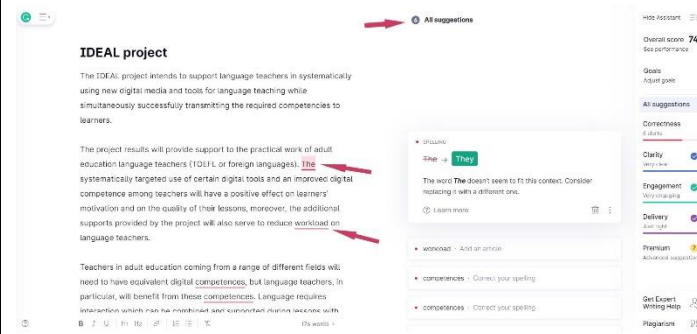 6 All suggestions
Hide Assistant
IDEAL project
Overall score 74
See performance
The IDEAL project intends to support language teachers in systematically
using new digital media and tools for language teaching while
simultaneously successfully transmitting the required competencies to
learners.
Goals
Adjust goals
All suggestions
The project results will provide support to the practical work of adult
education language teachers (TOEFL or foreign languages). The
systematically targeted use of certain digital tools and an improved digital
competence among teachers will have a positive effect on learners'
motivation and on the quality of their lessons, moreover, the additional
supports provided by the project will also serve to reduce workload on
language teachers.
Teachers in adult education coming from a range of different fields will
need to have equivalent digital competences, but language teachers, in
particular, will benefit from these competences. Language requires
interaction which can be combined and supported during lessons with
B I U H1 H2
176 words
SPELLING
The → They
The word The doesn't seem to fit this context. Consider
replacing it with a different one.
Learn more
workload · Add an article
competences · Correct your spelling
competences · Correct your spelling
Correctness
6 alerts
Clarity
Very clear
Engagement
Very engaging
Delivery
Just right
Premium
Get Expert
Writing Help
Plagiarism